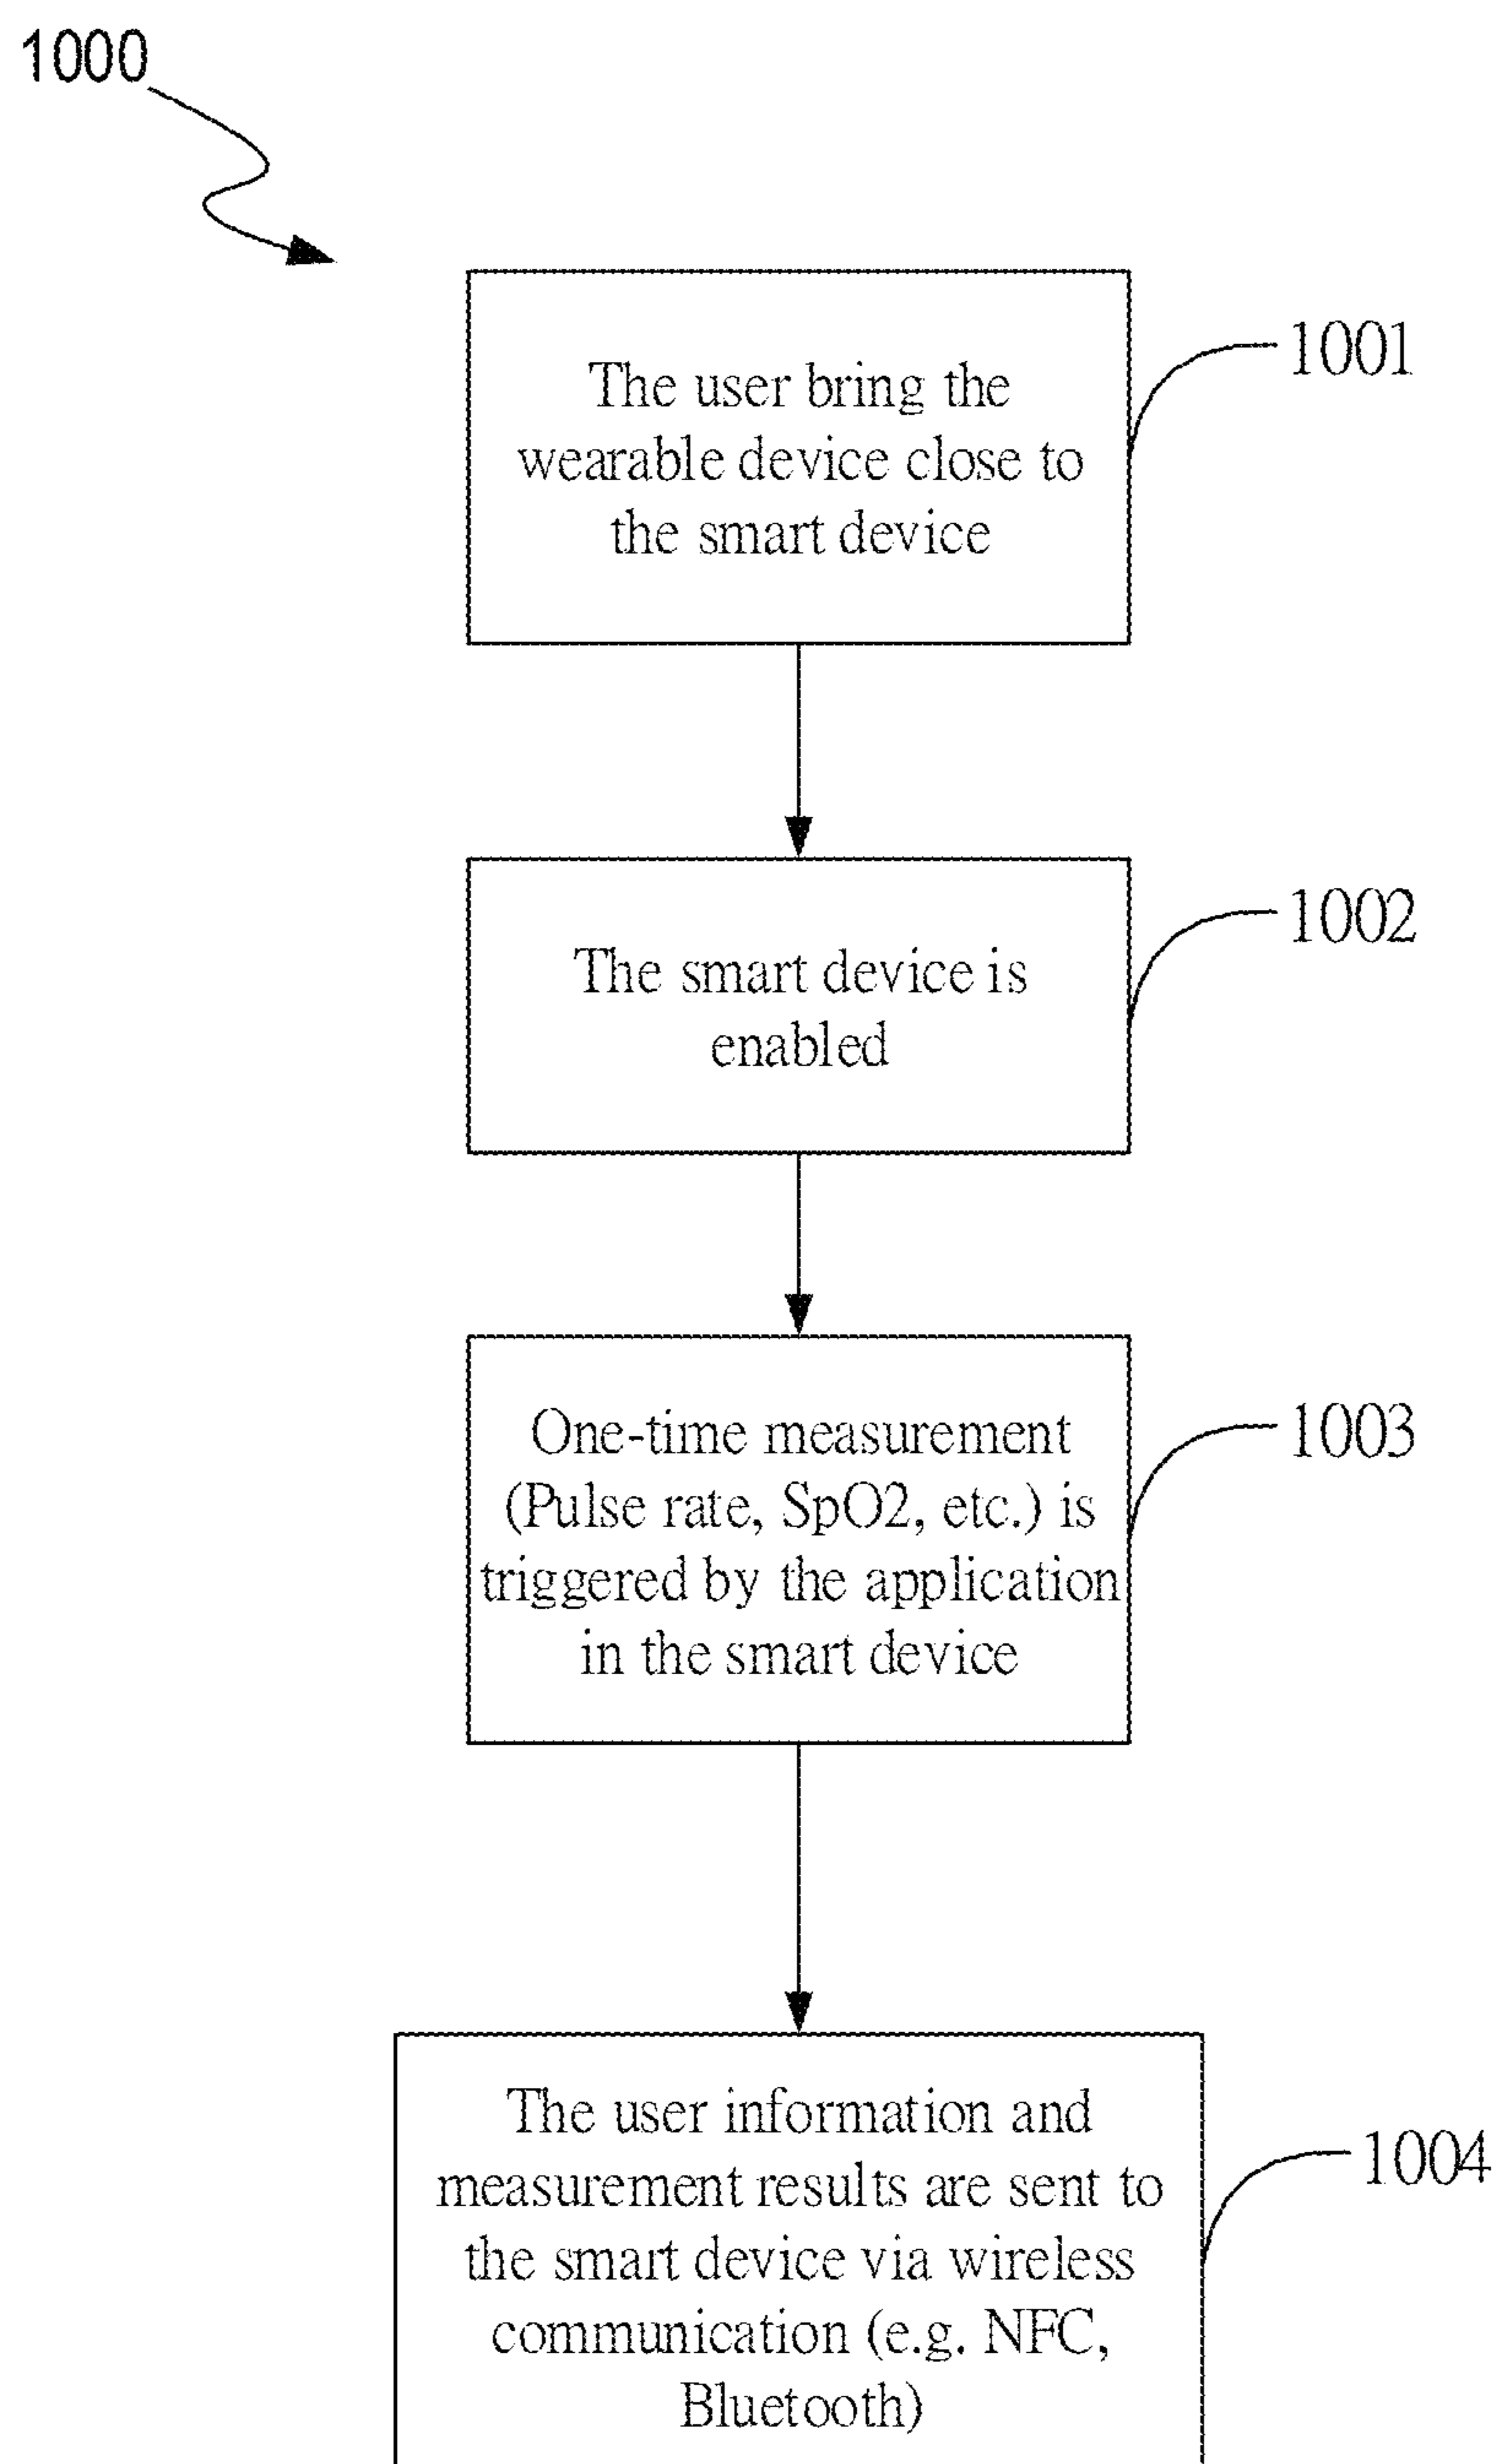 1000
The user bring the
wearable device close to
the smart device
1001
The smart device is
enabled
1002
One-time measurement
(Pulse rate, SpO2, etc.) is
triggered by the application
in the smart device
1003
The user information and
measurement results are sent to
the smart device via wireless
communication (e.g. NFC,
Bluetooth)
1004